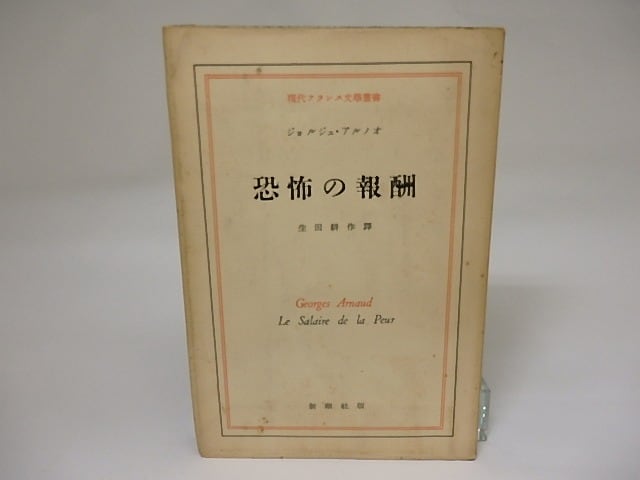 現代フランス文學叢書
ジョルジュ・アルノオ
恐怖の報酬
生田耕作譯
Georges Arnaud
Le Salaire de la Peur
新潮社版